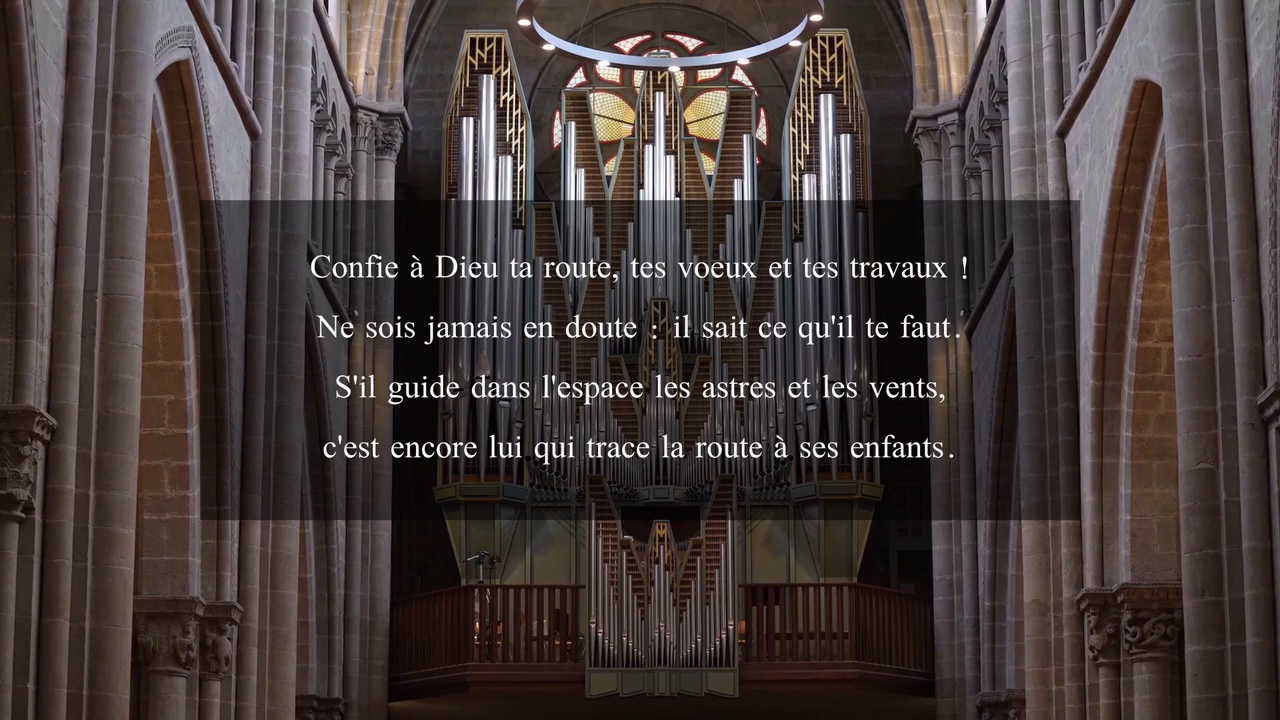 Confie à Dieu ta route, tes voeux et tes travaux !
Ne sois jamais en doute : il sait ce qu'il te faut.
S'il guide dans l'espace les astres et les vents,
c'est encore lui qui trace la route à ses enfants.